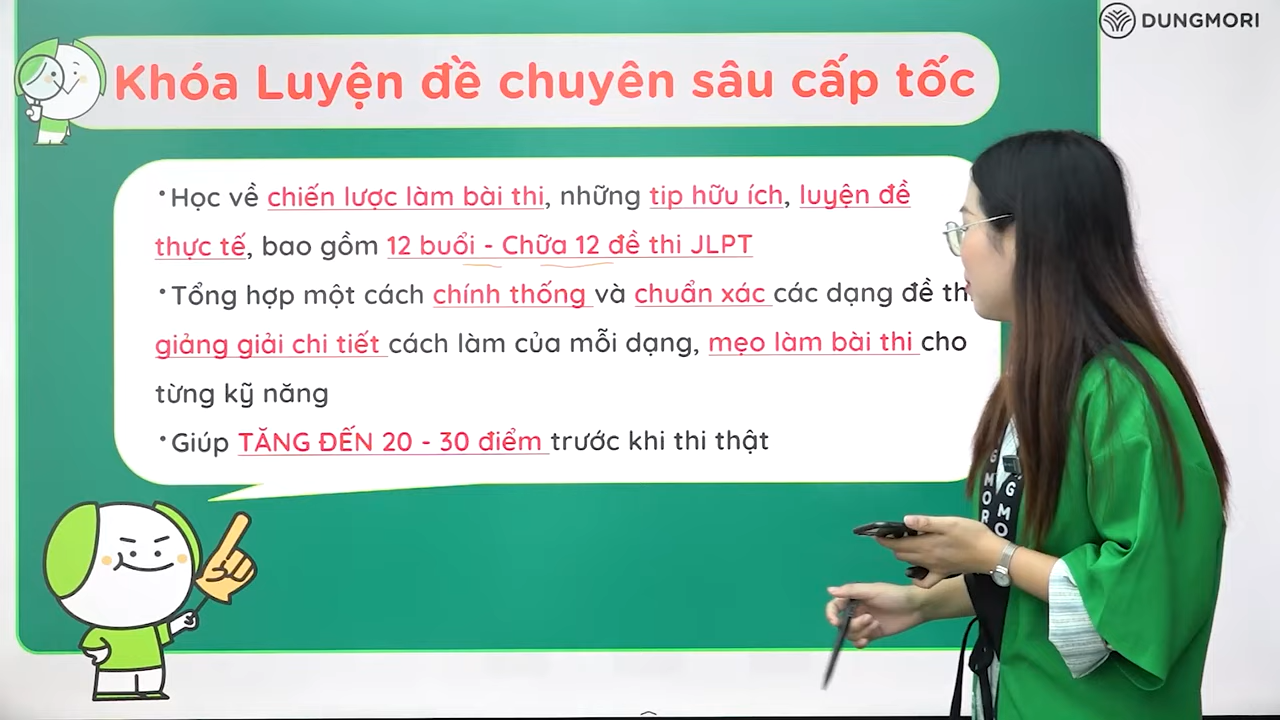 DUNGMORI
Khóa Luyện đề chuyên sâu cấp tốc
•Học về chiến lược làm bài thi, những tip hữu ích, luyện đề
thực tế, bao gồm 12 buổi - Chữa 12 đề thi JLPT
•Tổng hợp một cách chính thống và chuẩn xác các dạng đề
giảng giải chi tiết cách làm của mỗi dạng, mẹo làm bài thi cho
từng kỹ năng
•Giúp TĂNG ĐẾN 20 - 30 điểm trước khi thi thật